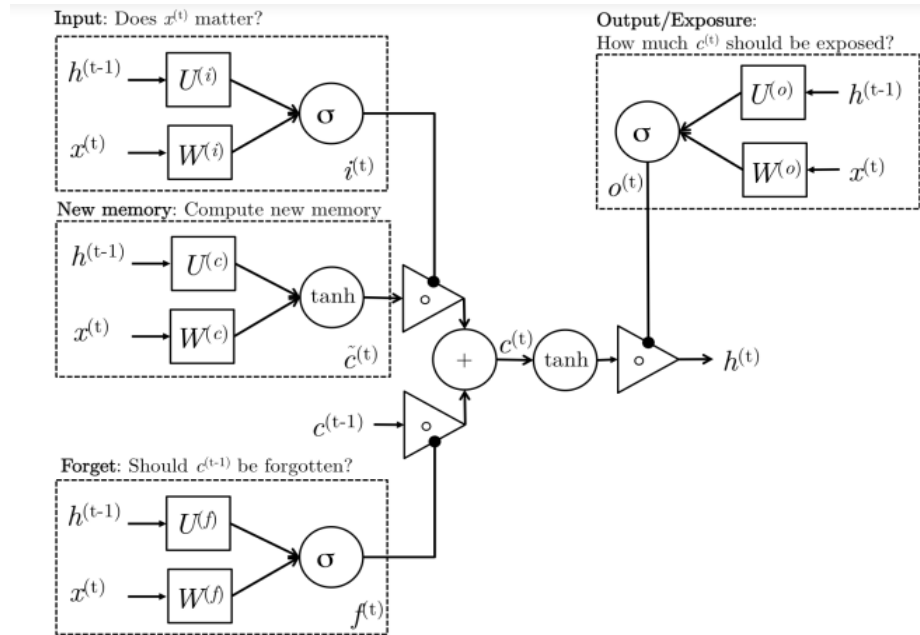 Input: Does x^(t) matter?
h^(t-1)
U^(i)
σ
x^(t)
W^(i)
i^(t)
New memory: Compute new memory
h^(t-1)
U^(c)
tanh
x^(t)
W^(c)
c̃^(t)
Output/Exposure:
How much c^(t) should be exposed?
U^(o)
h^(t-1)
σ
W^(o)
x^(t)
o^(t)
+
c^(t)
tanh
h^(t)
c^(t-1)
Forget: Should c^(t-1) be forgotten?
h^(t-1)
U^(f)
σ
x^(t)
W^(f)
f^(t)